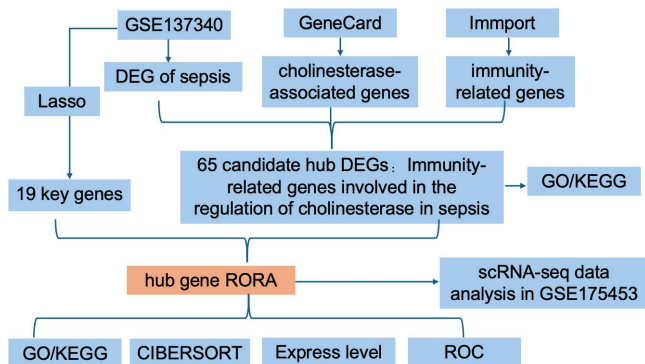 GSE137340
GeneCard
Immport
DEG of sepsis
cholinesterase-
associated genes
immunity-
related genes
Lasso
65 candidate hub DEGs：Immunity-
related genes involved in the
regulation of cholinesterase in sepsis
GO/KEGG
19 key genes
hub gene RORA
scRNA-seq data
analysis in GSE175453
GO/KEGG
CIBERSORT
Express level
ROC